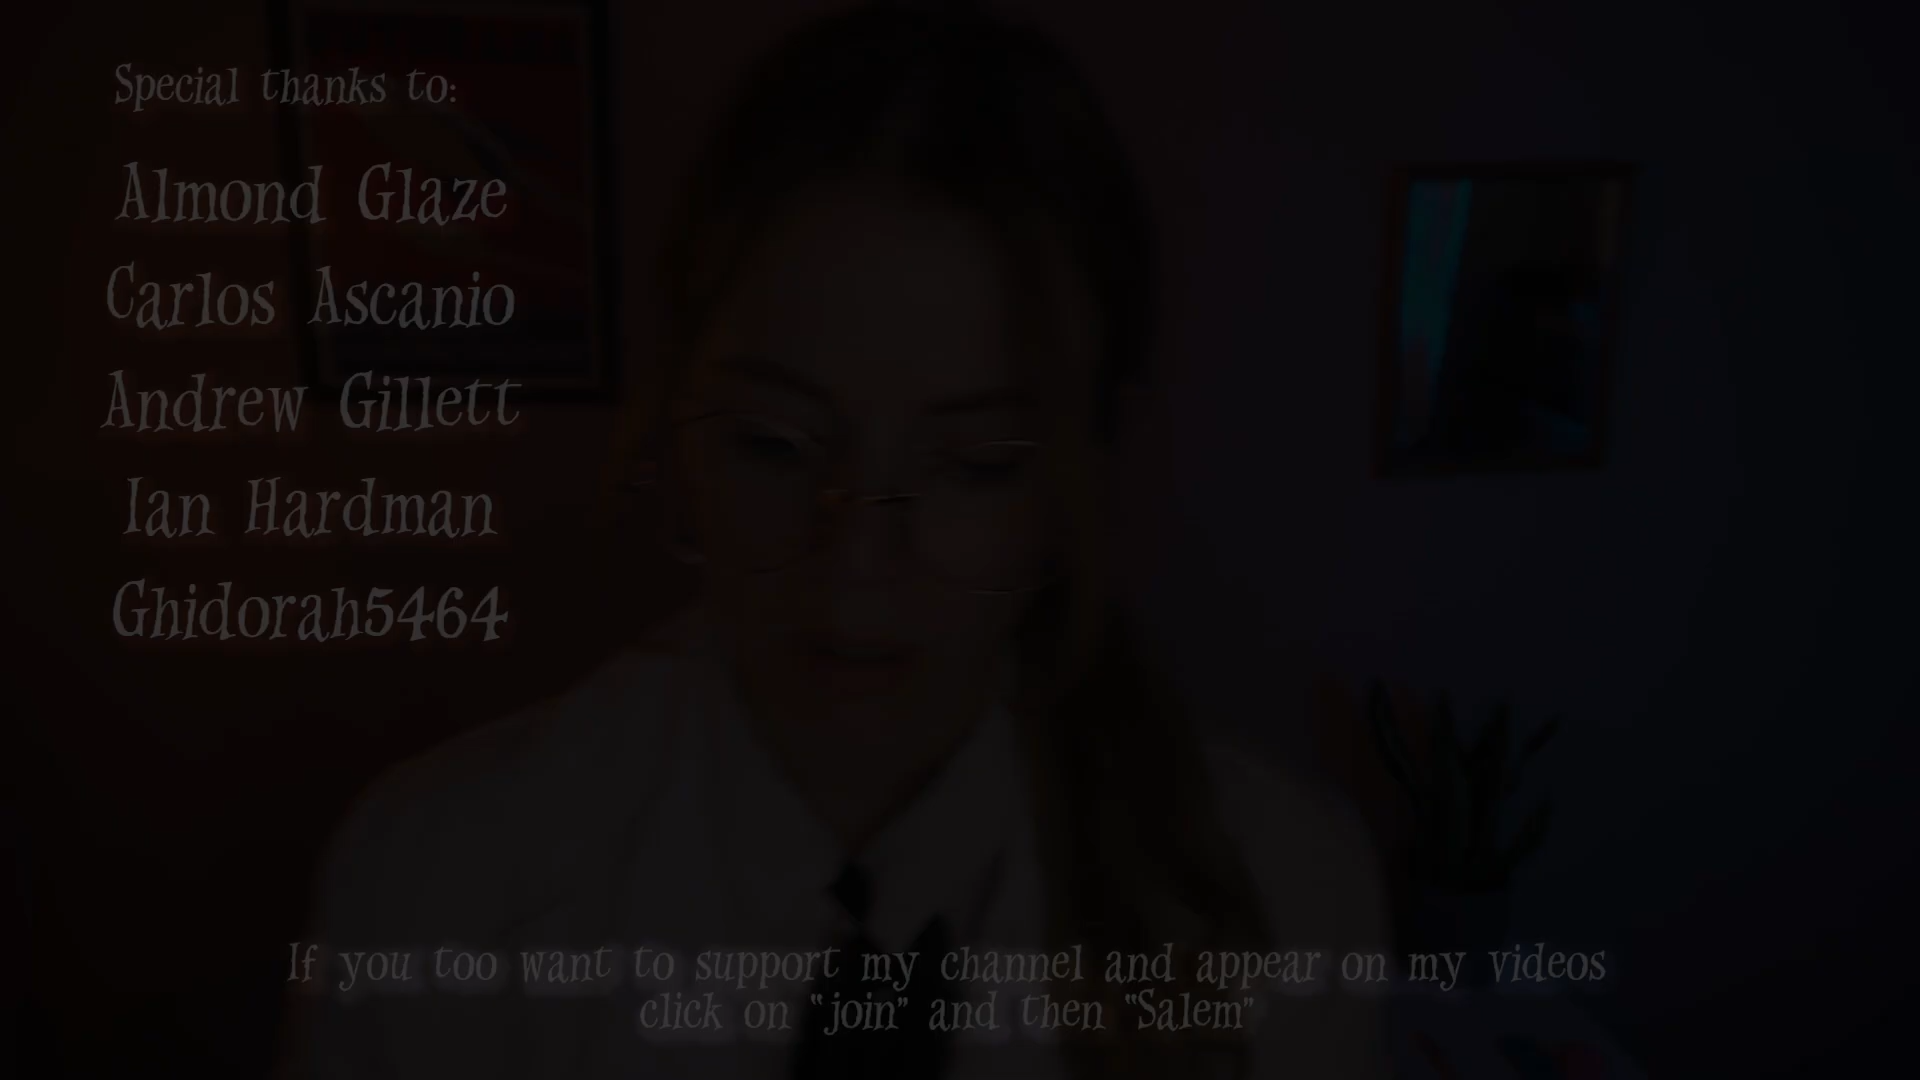 Special thanks to:
Almond Glaze
Carlos Ascanio
Andrew Gillett
Ian Hardman
Ghidorah5464
If you too want to support my channel and appear on my videos
click on "join" and then "Salem"